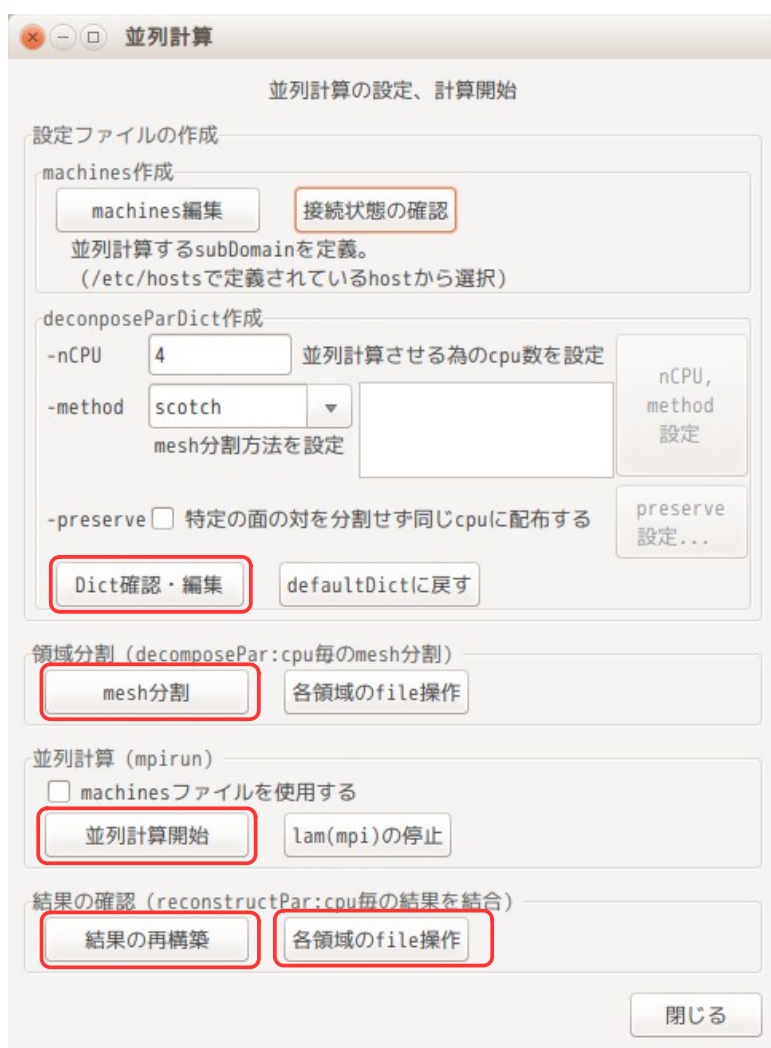 並列計算
並列計算の設定、計算開始
設定ファイルの作成
machines作成
machines編集
接続状態の確認
並列計算するsubDomainを定義。
(/etc/hostsで定義されているhostから選択)
deconposeParDict作成
-nCPU 4 並列計算させる為のcpu数を設定
-method scotch
mesh分割方法を設定
nCPU,
method
設定
-preserve 特定の面の対を分割せず同じcpuに配布する
preserve
設定...
Dict確認・編集
defaultDictに戻す
領域分割 (decomposePar:cpu毎のmesh分割)
mesh分割
各領域のfile操作
並列計算 (mpirun)
machinesファイルを使用する
並列計算開始
lam(mpi)の停止
結果の確認 (reconstructPar:cpu毎の結果を結合)
結果の再構築
各領域のfile操作
閉じる